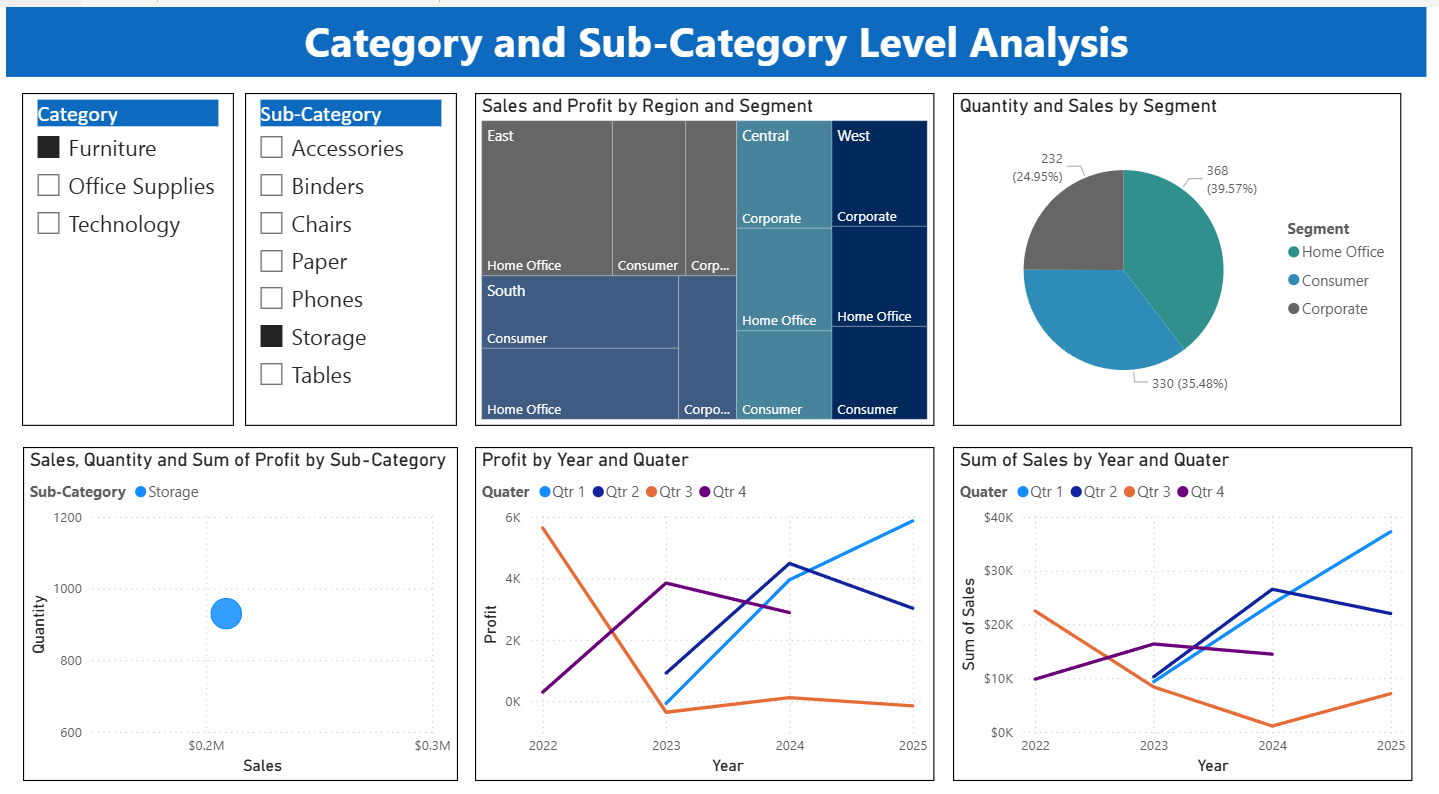 Category and Sub-Category Level Analysis
Category
Furniture
Office Supplies
Technology
Sub-Category
Accessories
Binders
Chairs
Paper
Phones
Storage
Tables
Sales and Profit by Region and Segment
East
Home Office
Consumer
Corp...
South
Consumer
Home Office
Corpo...
Central
Corporate
Home Office
Consumer
West
Corporate
Home Office
Consumer
Quantity and Sales by Segment
232
(24.95%)
368
(39.57%)
330 (35.48%)
Segment
Home Office
Consumer
Corporate
Sales, Quantity and Sum of Profit by Sub-Category
Sub-Category Storage
1200
1000
800
600
Quantity
$0.2M $0.3M
Sales
Profit by Year and Quater
Quater Qtr 1 Qtr 2 Qtr 3 Qtr 4
6K
4K
2K
0K
Profit
2022 2023 2024 2025
Year
Sum of Sales by Year and Quater
Quater Qtr 1 Qtr 2 Qtr 3 Qtr 4
$40K
$30K
$20K
$10K
$0K
Sum of Sales
2022 2023 2024 2025
Year